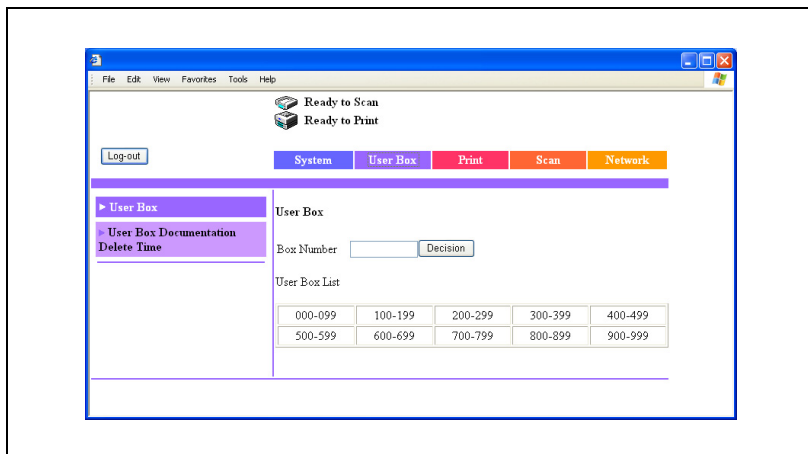 File Edit View Favorites Tools Help
Ready to Scan
Ready to Print
Log-out
System User Box Print Scan Network
▶ User Box
▶ User Box Documentation
Delete Time
User Box
Box Number Decision
User Box List
000-099 100-199 200-299 300-399 400-499
500-599 600-699 700-799 800-899 900-999